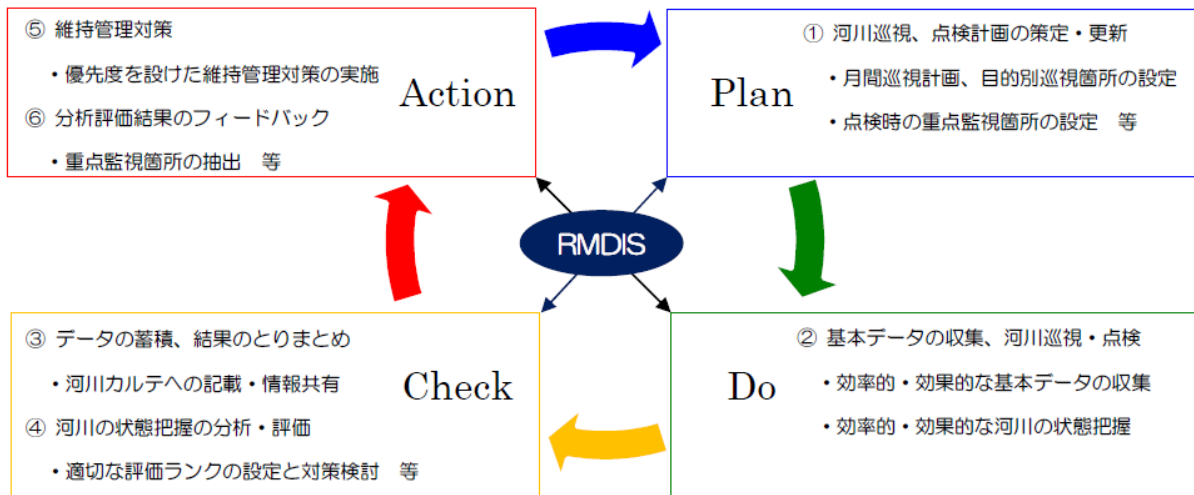 ⑤ 維持管理対策
・優先度を設けた維持管理対策の実施
⑥ 分析評価結果のフィードバック
・重点監視箇所の抽出　等
Action
Plan
① 河川巡視、点検計画の策定・更新
・月間巡視計画、目的別巡視箇所の設定
・点検時の重点監視箇所の設定　等
RMDIS
③ データの蓄積、結果のとりまとめ
・河川カルテへの記載・情報共有
④ 河川の状態把握の分析・評価
・適切な評価ランクの設定と対策検討　等
Check
Do
② 基本データの収集、河川巡視・点検
・効率的・効果的な基本データの収集
・効率的・効果的な河川の状態把握